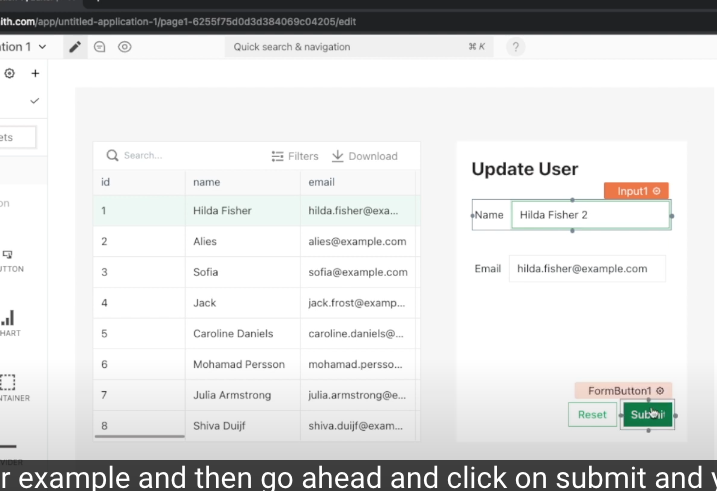 ith.com/app/untitled-application-1/page1-6255f75d0d3d384069c04205/edit
tion 1
Quick search & navigation
⌘ K
?
+
ets
on
UTTON
HART
NTAINER
VIDER
Search...
Filters
Download
id name email
1 Hilda Fisher hilda.fisher@exa...
2 Alies alies@example.com
3 Sofia sofia@example.com
4 Jack jack.frost@examp...
5 Caroline Daniels caroline.daniels@...
6 Mohamad Persson mohamad.persso...
7 Julia Armstrong julia.armstrong@e...
8 Shiva Duijf shiva.duijf@exam...
Update User
Input1
Name Hilda Fisher 2
Email hilda.fisher@example.com
FormButton1
Reset Submit
r example and then go ahead and click on submit and v